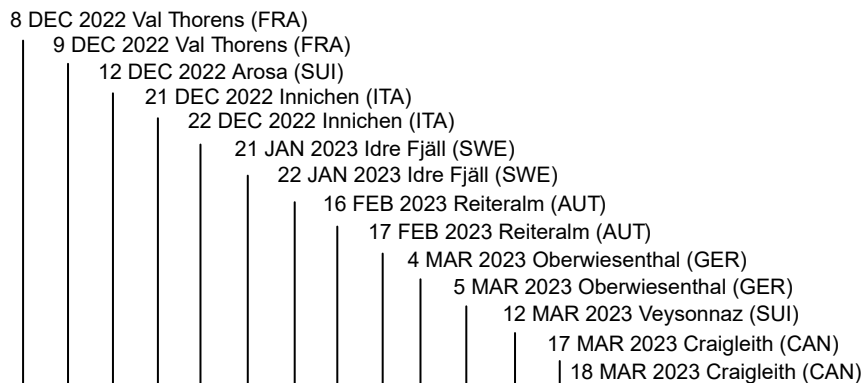 8 DEC 2022 Val Thorens (FRA)
9 DEC 2022 Val Thorens (FRA)
12 DEC 2022 Arosa (SUI)
21 DEC 2022 Innichen (ITA)
22 DEC 2022 Innichen (ITA)
21 JAN 2023 Idre Fjäll (SWE)
22 JAN 2023 Idre Fjäll (SWE)
16 FEB 2023 Reiteralm (AUT)
17 FEB 2023 Reiteralm (AUT)
4 MAR 2023 Oberwiesenthal (GER)
5 MAR 2023 Oberwiesenthal (GER)
12 MAR 2023 Veysonnaz (SUI)
17 MAR 2023 Craigleith (CAN)
18 MAR 2023 Craigleith (CAN)